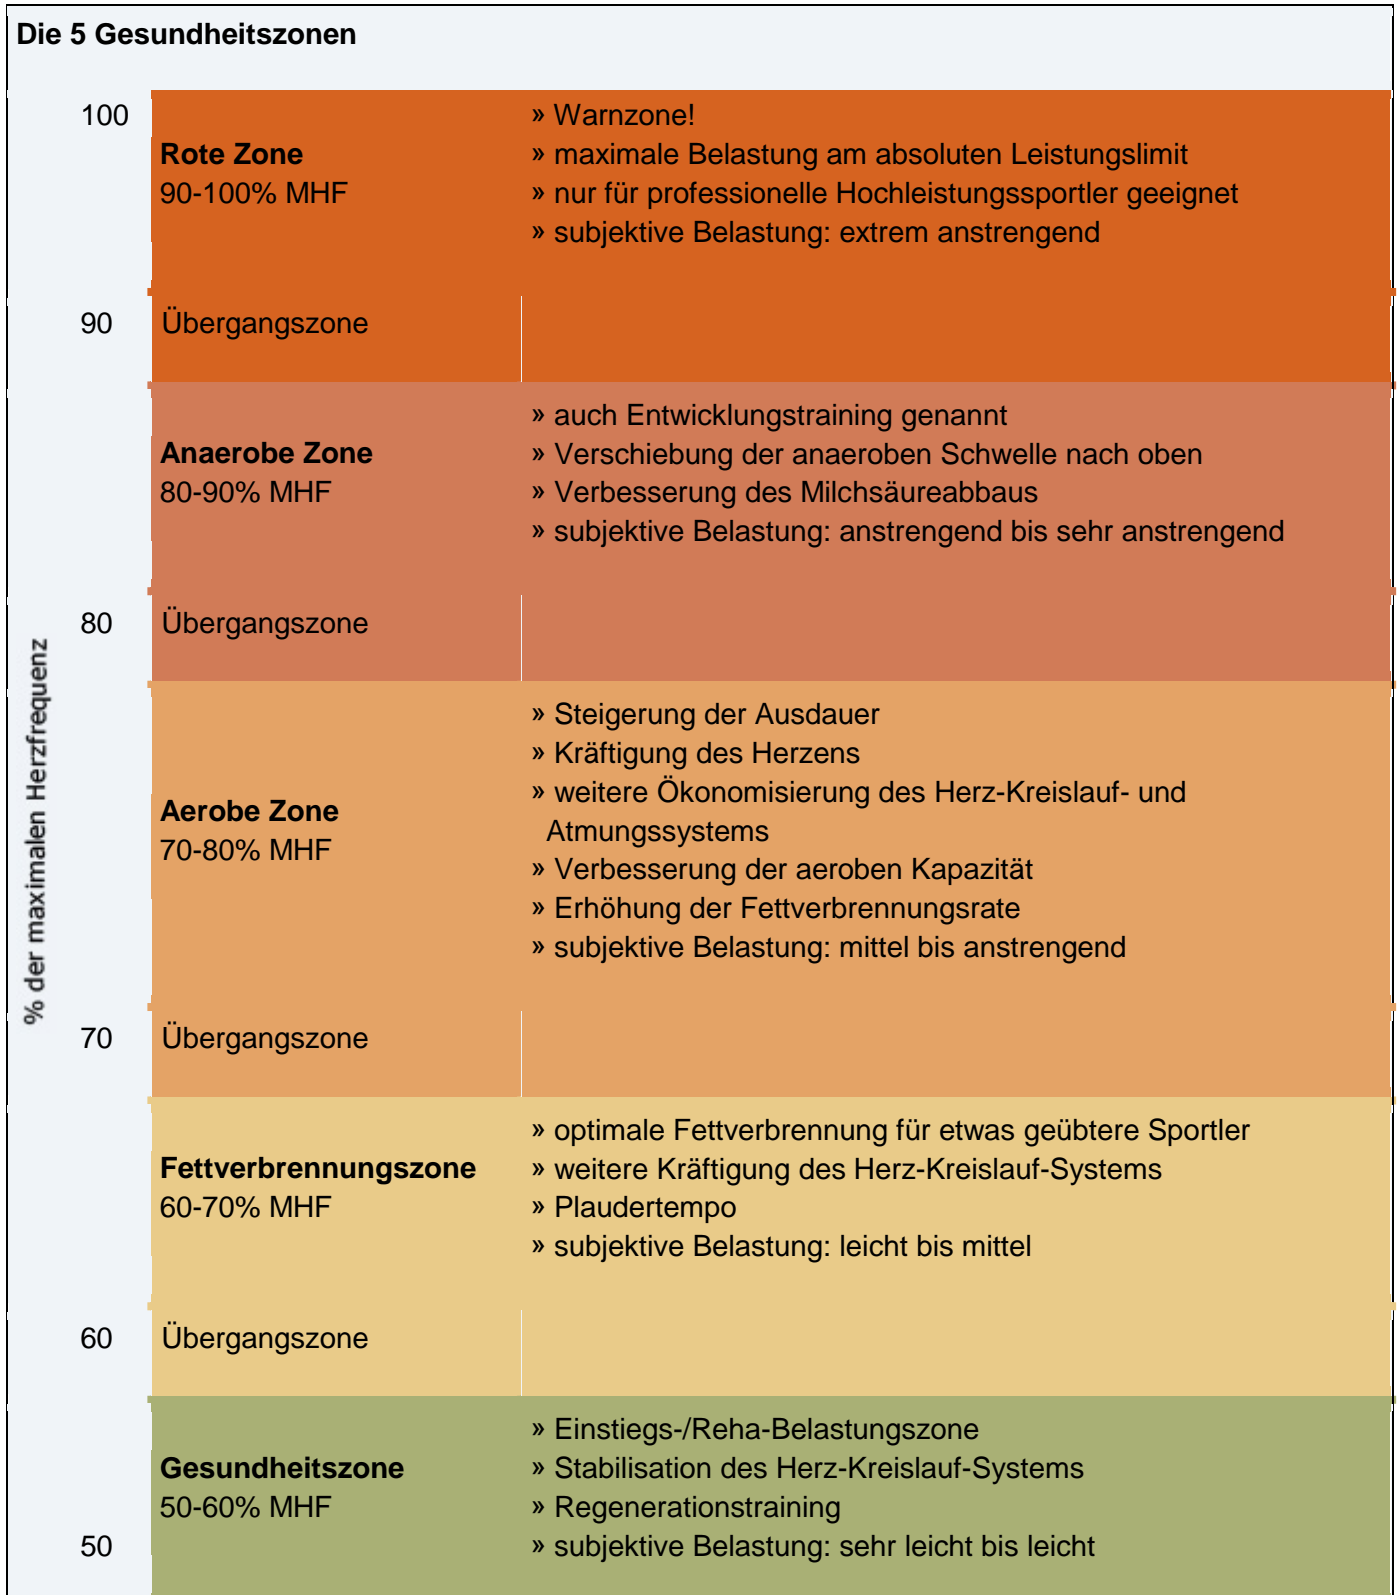 Die 5 Gesundheitszonen
100
Rote Zone
90-100% MHF
» Warnzone!
» maximale Belastung am absoluten Leistungslimit
» nur für professionelle Hochleistungssportler geeignet
» subjektive Belastung: extrem anstrengend
90
Übergangszone
Anaerobe Zone
80-90% MHF
» auch Entwicklungstraining genannt
» Verschiebung der anaeroben Schwelle nach oben
» Verbesserung des Milchsäureabbaus
» subjektive Belastung: anstrengend bis sehr anstrengend
80
Übergangszone
% der maximalen Herzfrequenz
Aerobe Zone
70-80% MHF
» Steigerung der Ausdauer
» Kräftigung des Herzens
» weitere Ökonomisierung des Herz-Kreislauf- und
Atmungssystems
» Verbesserung der aeroben Kapazität
» Erhöhung der Fettverbrennungsrate
» subjektive Belastung: mittel bis anstrengend
70
Übergangszone
Fettverbrennungszone
60-70% MHF
» optimale Fettverbrennung für etwas geübtere Sportler
» weitere Kräftigung des Herz-Kreislauf-Systems
» Plaudertempo
» subjektive Belastung: leicht bis mittel
60
Übergangszone
Gesundheitszone
50-60% MHF
» Einstiegs-/Reha-Belastungszone
» Stabilisation des Herz-Kreislauf-Systems
» Regenerationstraining
» subjektive Belastung: sehr leicht bis leicht
50